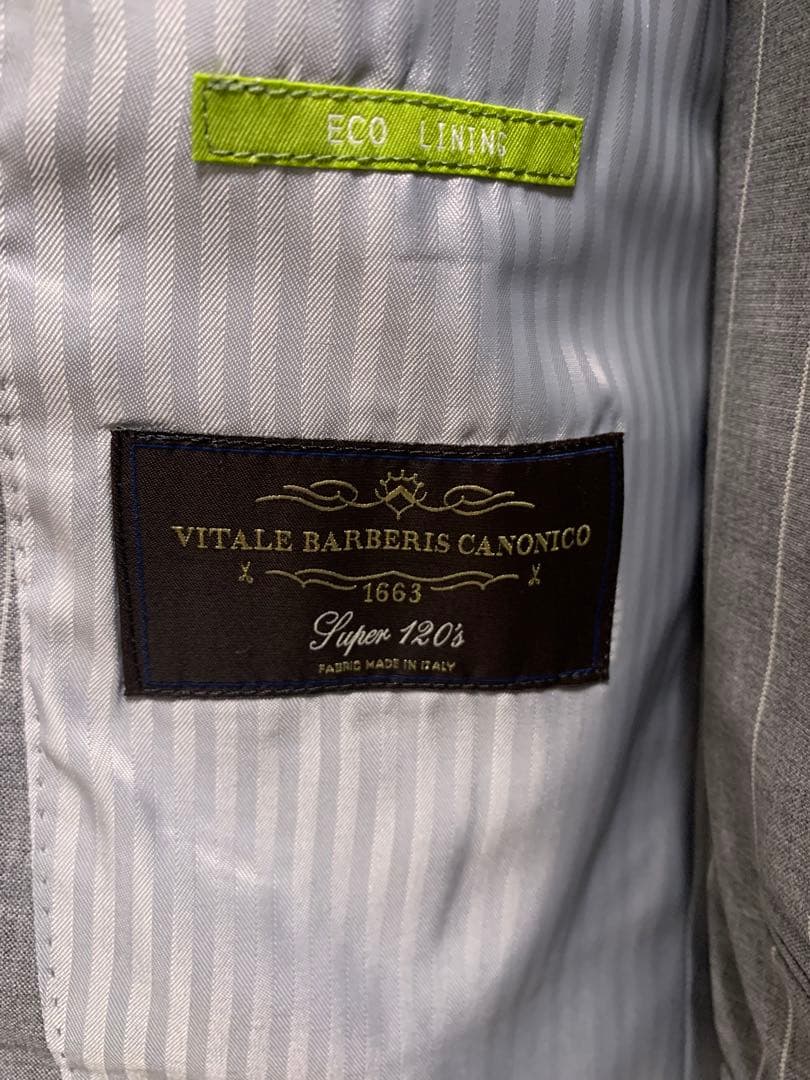 ECO LINING
VITALE BARBERIS CANONICO
1663
Super 120's
FABRIC MADE IN ITALY